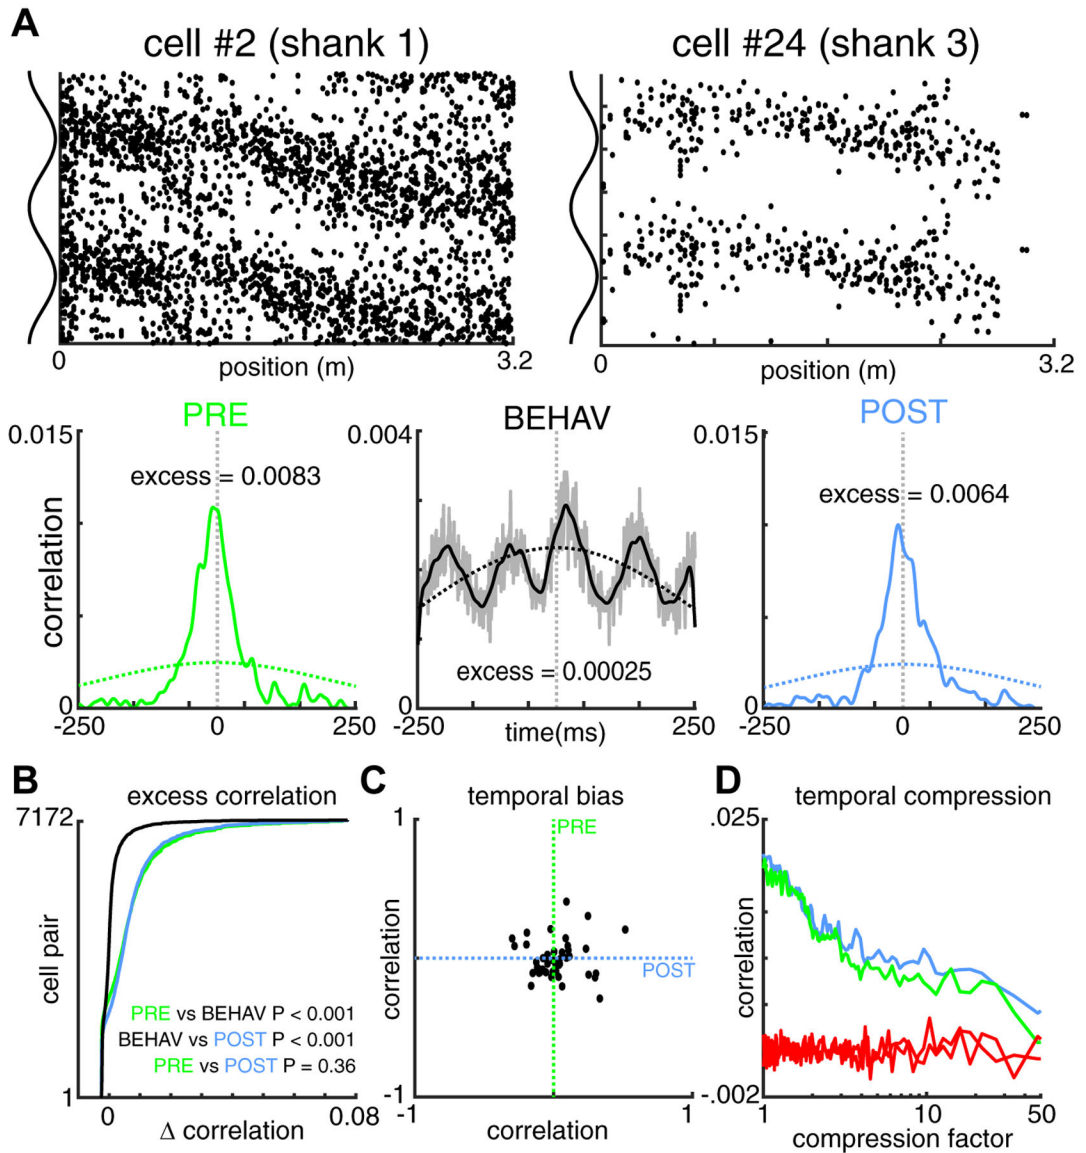 A
cell #2 (shank 1)
cell #24 (shank 3)
0
position (m)
3.2
0
position (m)
3.2
PRE
BEHAV
POST
0.015
0.004
0.015
excess = 0.0083
excess = 0.0064
correlation
excess = 0.00025
0
0
0
-250
0
250
-250
time(ms)
250
-250
0
250
B
excess correlation
C
temporal bias
D
temporal compression
7172
1
.025
PRE
cell pair
correlation
correlation
POST
PRE vs BEHAV P < 0.001
BEHAV vs POST P < 0.001
PRE vs POST P = 0.36
1
-1
-.002
0
0.08
-1
1
1
10
50
Δ correlation
correlation
compression factor